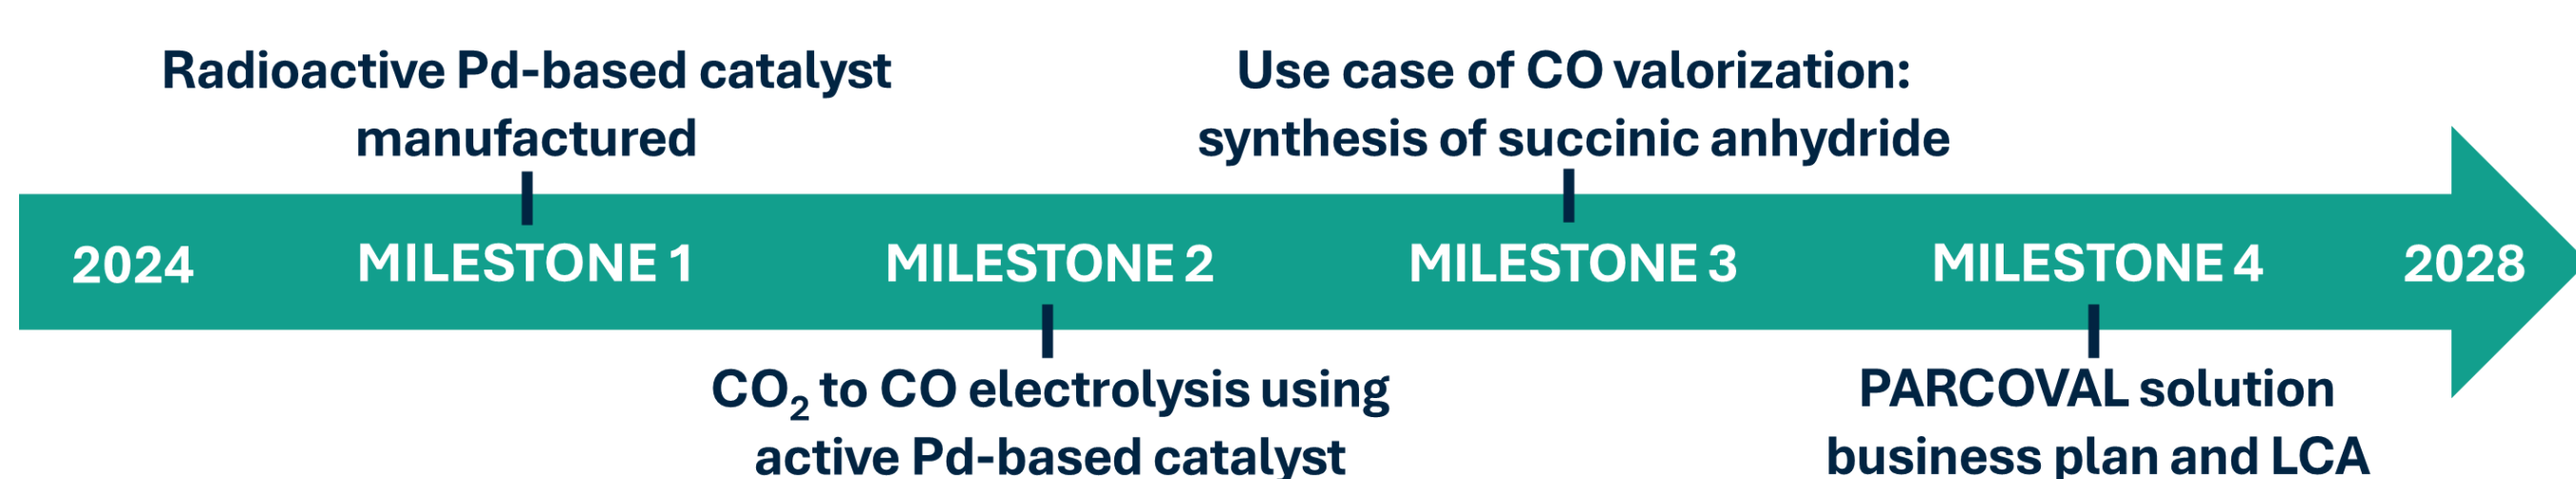 Radioactive Pd-based catalyst
manufactured
Use case of CO valorization:
synthesis of succinic anhydride
2024
MILESTONE 1
MILESTONE 2
MILESTONE 3
MILESTONE 4
2028
CO₂ to CO electrolysis using
active Pd-based catalyst
PARCOVAL solution
business plan and LCA